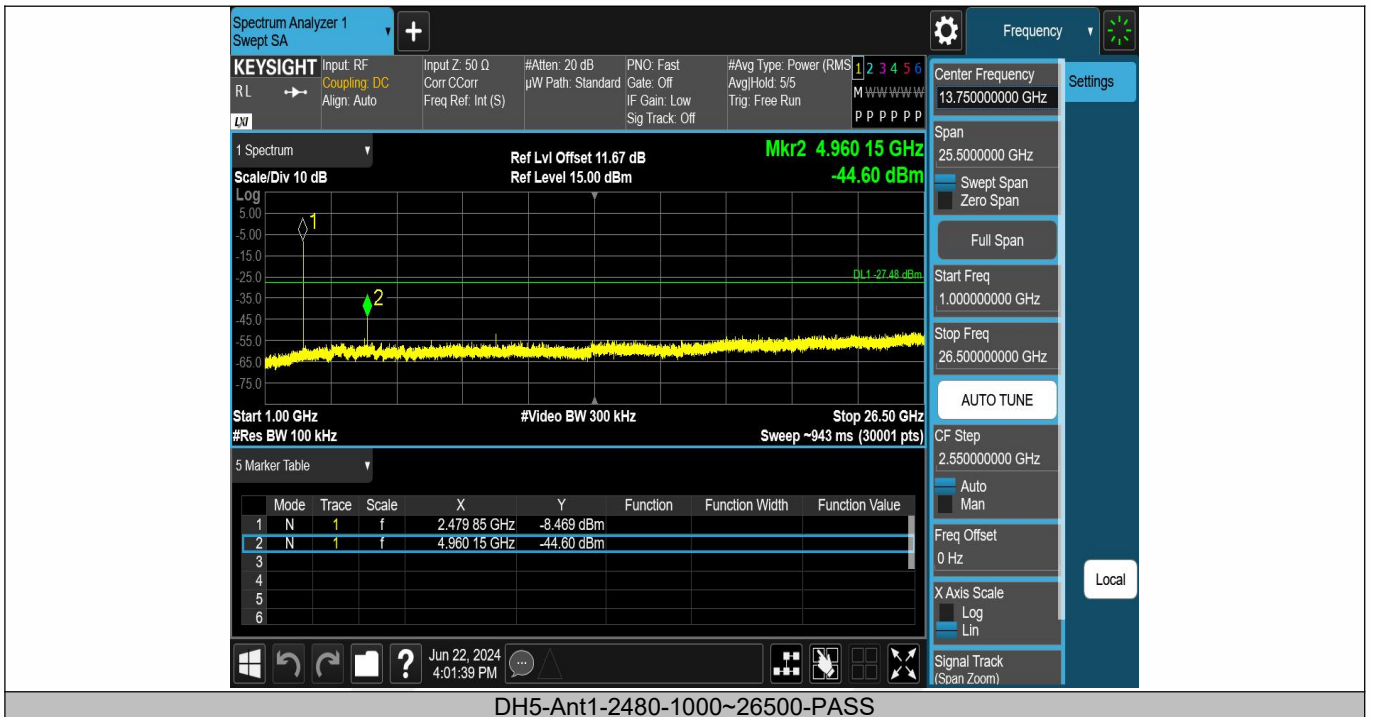 Spectrum Analyzer 1
Swept SA
+
Frequency
KEYSIGHT
RL
LXI
Input: RF
Coupling: DC
Align: Auto
Input Z: 50 Ω
Corr CCorr
Freq Ref: Int (S)
#Atten: 20 dB
µW Path: Standard
PNO: Fast
Gate: Off
IF Gain: Low
Sig Track: Off
#Avg Type: Power (RMS
Avg|Hold: 5/5
Trig: Free Run
1 2 3 4 5 6
M W W W W W
P P P P P P
1 Spectrum
Scale/Div 10 dB
Ref Lvl Offset 11.67 dB
Ref Level 15.00 dBm
Mkr2 4.960 15 GHz
-44.60 dBm
Log
5.00
-5.00
-15.0
-25.0
-35.0
-45.0
-55.0
-65.0
-75.0
1
2
DL1 -27.48 dBm
Start 1.00 GHz
#Video BW 300 kHz
Stop 26.50 GHz
#Res BW 100 kHz
Sweep ~943 ms (30001 pts)
5 Marker Table
Mode Trace Scale X Y Function Function Width Function Value
1 N 1 f 2.479 85 GHz -8.469 dBm
2 N 1 f 4.960 15 GHz -44.60 dBm
3
4
5
6
?
Jun 22, 2024
4:01:39 PM
Center Frequency
13.750000000 GHz
Settings
Span
25.5000000 GHz
Swept Span
Zero Span
Full Span
Start Freq
1.000000000 GHz
Stop Freq
26.500000000 GHz
AUTO TUNE
CF Step
2.550000000 GHz
Auto
Man
Freq Offset
0 Hz
Local
X Axis Scale
Log
Lin
Signal Track
(Span Zoom)
DH5-Ant1-2480-1000~26500-PASS